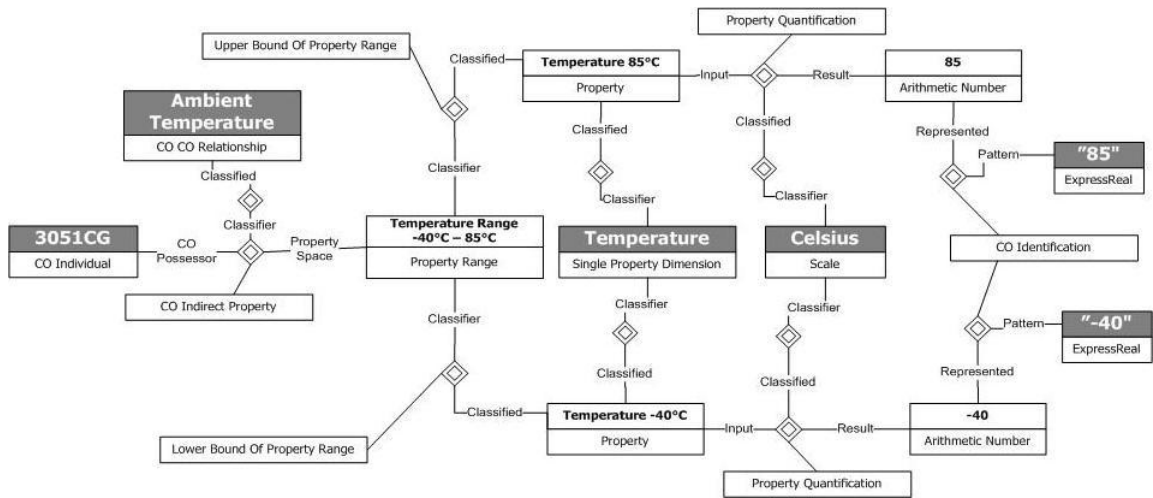 Property Quantification
Upper Bound Of Property Range
Classified
Temperature 85°C
Property
Input
Result
85
Arithmetic Number
Ambient
Temperature
CO CO Relationship
Classified
Classified
Represented
Pattern
"85"
ExpressReal
Classified
Classifier
Classifier
Classifier
Classifier
3051CG
CO Individual
CO
Possessor
Property
Space
Temperature Range
-40°C – 85°C
Property Range
Temperature
Single Property Dimension
Celsius
Scale
CO Identification
CO Indirect Property
Classifier
Classifier
Classifier
Pattern
"-40"
ExpressReal
Classified
Classified
Represented
Classified
Temperature -40°C
Property
Input
Result
-40
Arithmetic Number
Lower Bound Of Property Range
Property Quantification